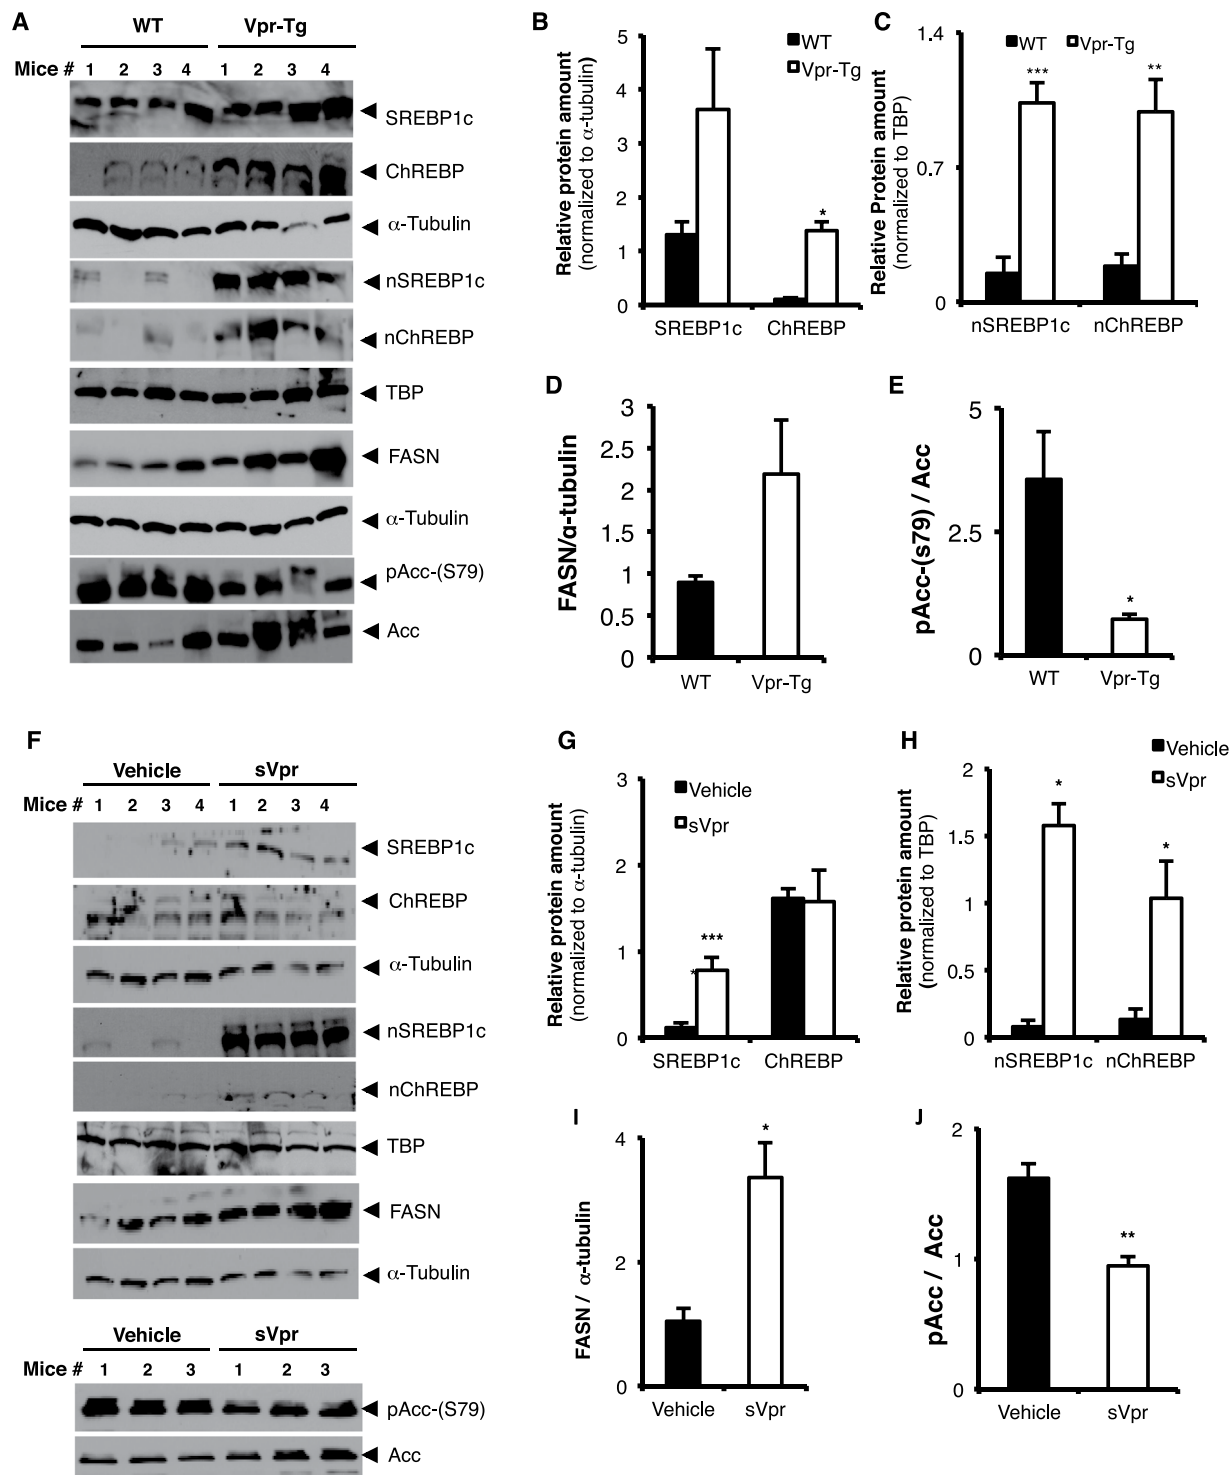 A
WT Vpr-Tg
Mice # 1 2 3 4 1 2 3 4
SREBP1c
ChREBP
α-Tubulin
nSREBP1c
nChREBP
TBP
FASN
α-Tubulin
pAcc-(S79)
Acc
B
WT
Vpr-Tg
Relative protein amount
(normalized to α-tubulin)
5
4
3
2
1
0
*
SREBP1c ChREBP
C
WT Vpr-Tg
Relative Protein amount
(normalized to TBP)
1.4
0.7
0
*** **
nSREBP1c nChREBP
D
FASN/α-tubulin
3
2.5
2
1.5
1
0.5
0
WT Vpr-Tg
E
pAcc-(s79) / Acc
5
2.5
0
*
WT Vpr-Tg
F
Vehicle sVpr
Mice # 1 2 3 4 1 2 3 4
SREBP1c
ChREBP
α-Tubulin
nSREBP1c
nChREBP
TBP
FASN
α-Tubulin
Vehicle sVpr
Mice # 1 2 3 1 2 3
pAcc-(S79)
Acc
G
Vehicle
sVpr
Relative protein amount
(normalized to α-tubulin)
3
2
1
0
***
*
SREBP1c ChREBP
H
Vehicle
sVpr
Relative protein amount
(normalized to TBP)
2
1.5
1
0.5
0
* *
nSREBP1c nChREBP
I
FASN / α-tubulin
4
2
0
*
Vehicle sVpr
J
pAcc / Acc
2
1
0
**
Vehicle sVpr